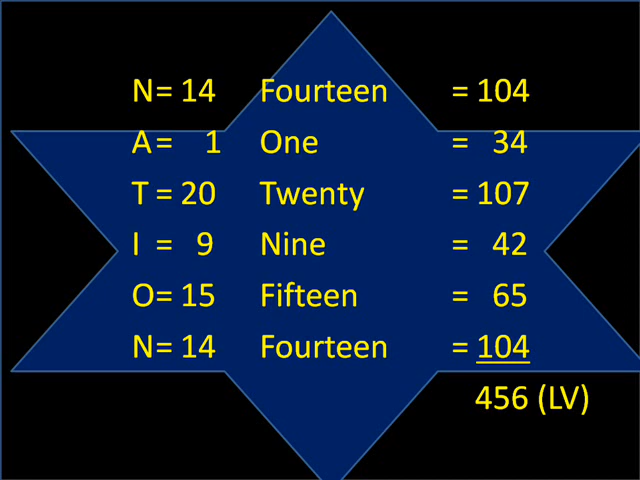 N= 14 Fourteen = 104
A = 1 One = 34
T = 20 Twenty = 107
I = 9 Nine = 42
O= 15 Fifteen = 65
N= 14 Fourteen = 104
456 (LV)